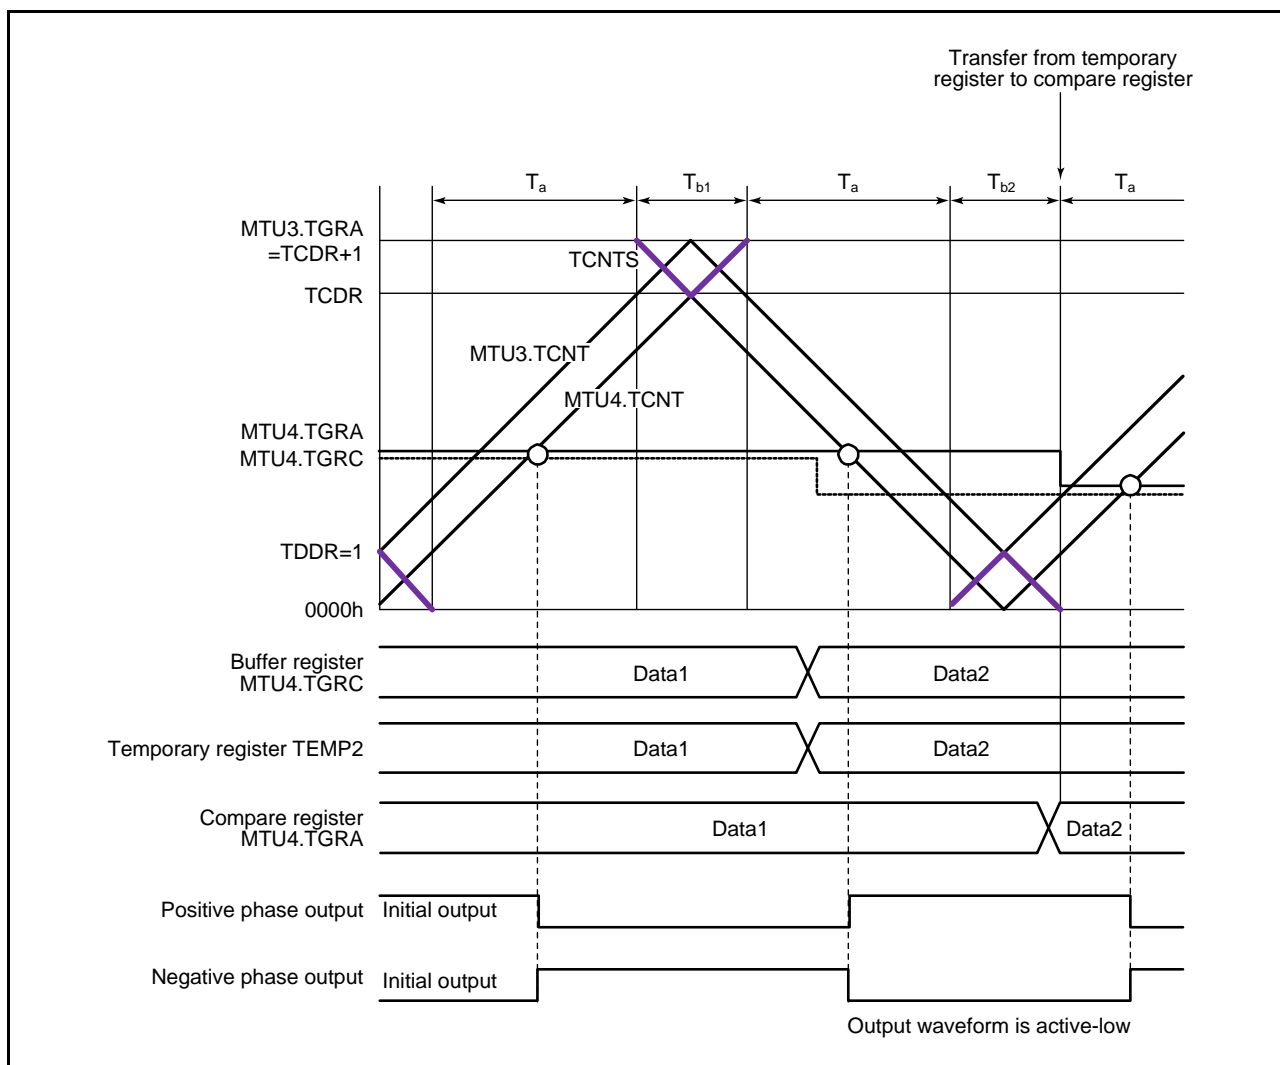 Transfer from temporary
register to compare register
Ta
Tb1
Ta
Tb2
Ta
MTU3.TGRA
=TCDR+1
TCNTS
TCDR
MTU3.TCNT
MTU4.TCNT
MTU4.TGRA
MTU4.TGRC
TDDR=1
0000h
Buffer register
MTU4.TGRC
Data1
Data2
Temporary register TEMP2
Data1
Data2
Compare register
MTU4.TGRA
Data1
Data2
Positive phase output
Initial output
Negative phase output
Initial output
Output waveform is active-low